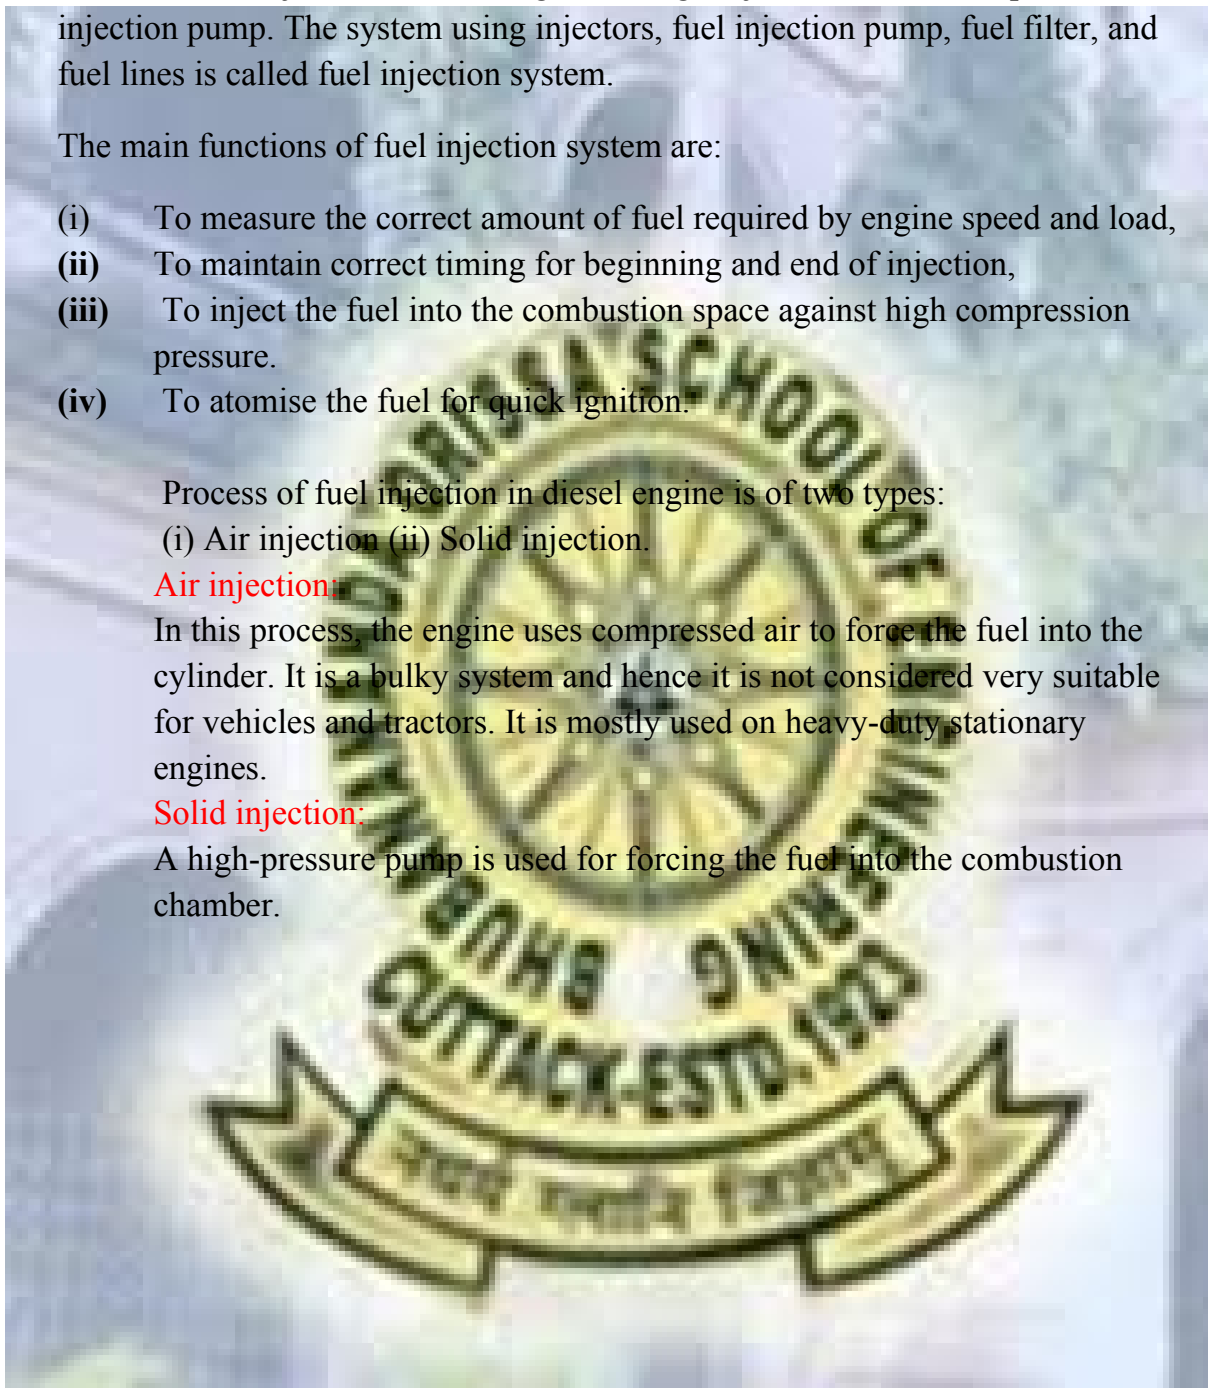 injection pump. The system using injectors, fuel injection pump, fuel filter, and
fuel lines is called fuel injection system.
The main functions of fuel injection system are:
(i) To measure the correct amount of fuel required by engine speed and load,
(ii) To maintain correct timing for beginning and end of injection,
(iii) To inject the fuel into the combustion space against high compression
pressure.
(iv) To atomise the fuel for quick ignition.
Process of fuel injection in diesel engine is of two types:
(i) Air injection (ii) Solid injection.
Air injection:
In this process, the engine uses compressed air to force the fuel into the
cylinder. It is a bulky system and hence it is not considered very suitable
for vehicles and tractors. It is mostly used on heavy-duty stationary
engines.
Solid injection:
A high-pressure pump is used for forcing the fuel into the combustion
chamber.
ORISSA SCHOOL OF ENGINEERING
CUTTACK-ESTD.1923